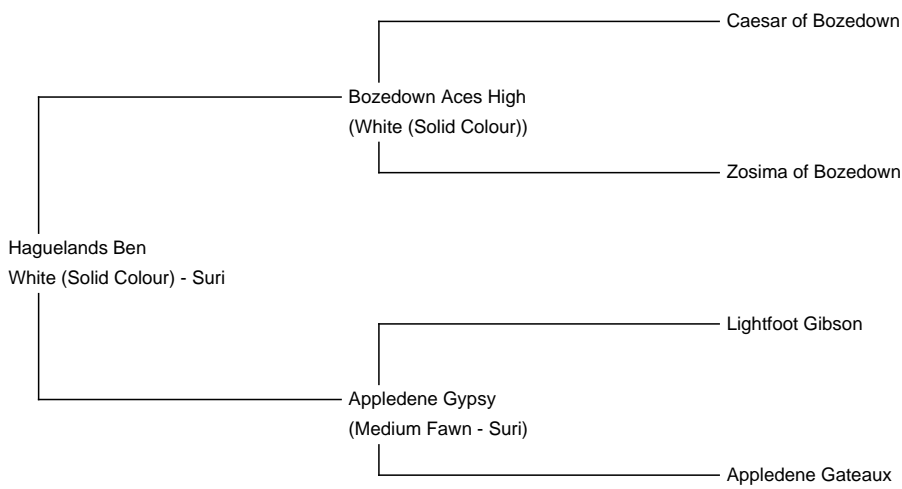 Caesar of Bozedown
Bozedown Aces High
(White (Solid Colour))
Zosima of Bozedown
Haguelands Ben
White (Solid Colour) - Suri
Lightfoot Gibson
Appledene Gypsy
(Medium Fawn - Suri)
Appledene Gateaux